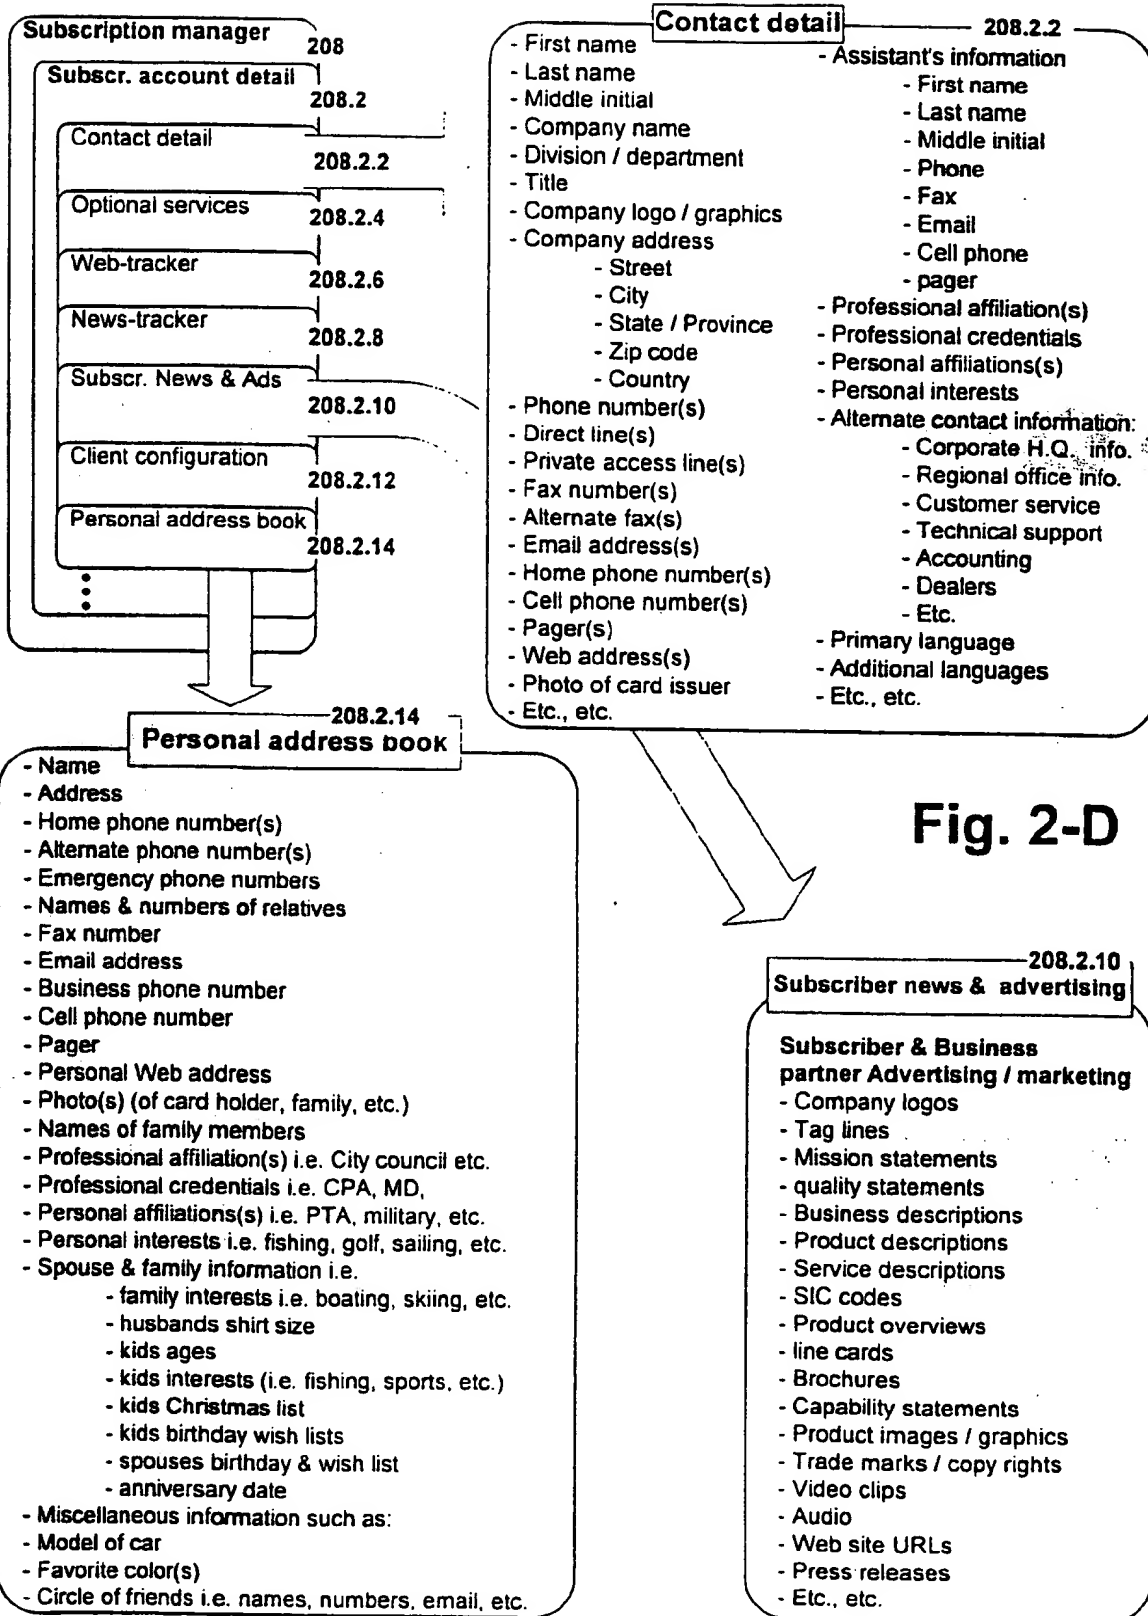 Subscription manager
208
Subscr. account detail
208.2
Contact detail
208.2.2
Optional services
208.2.4
Web-tracker
208.2.6
News-tracker
208.2.8
Subscr. News & Ads
208.2.10
Client configuration
208.2.12
Personal address book
208.2.14
Contact detail
208.2.2
- First name
- Last name
- Middle initial
- Company name
- Division / department
- Title
- Company logo / graphics
- Company address
- Street
- City
- State / Province
- Zip code
- Country
- Phone number(s)
- Direct line(s)
- Private access line(s)
- Fax number(s)
- Alternate fax(s)
- Email address(s)
- Home phone number(s)
- Cell phone number(s)
- Pager(s)
- Web address(s)
- Photo of card issuer
- Etc., etc.
- Assistant's information
- First name
- Last name
- Middle initial
- Phone
- Fax
- Email
- Cell phone
- pager
- Professional affiliation(s)
- Professional credentials
- Personal affiliations(s)
- Personal interests
- Alternate contact information:
- Corporate H.Q. info.
- Regional office info.
- Customer service
- Technical support
- Accounting
- Dealers
- Etc.
- Primary language
- Additional languages
- Etc., etc.
208.2.14
Personal address book
- Name
- Address
- Home phone number(s)
- Alternate phone number(s)
- Emergency phone numbers
- Names & numbers of relatives
- Fax number
- Email address
- Business phone number
- Cell phone number
- Pager
- Personal Web address
- Photo(s) (of card holder, family, etc.)
- Names of family members
- Professional affiliation(s) i.e. City council etc.
- Professional credentials i.e. CPA, MD,
- Personal affiliations(s) i.e. PTA, military, etc.
- Personal interests i.e. fishing, golf, sailing, etc.
- Spouse & family information i.e.
- family interests i.e. boating, skiing, etc.
- husbands shirt size
- kids ages
- kids interests (i.e. fishing, sports, etc.)
- kids Christmas list
- kids birthday wish lists
- spouses birthday & wish list
- anniversary date
- Miscellaneous information such as:
- Model of car
- Favorite color(s)
- Circle of friends i.e. names, numbers, email, etc.
Fig. 2-D
208.2.10
Subscriber news & advertising
Subscriber & Business
partner Advertising / marketing
- Company logos
- Tag lines
- Mission statements
- quality statements
- Business descriptions
- Product descriptions
- Service descriptions
- SIC codes
- Product overviews
- line cards
- Brochures
- Capability statements
- Product images / graphics
- Trade marks / copy rights
- Video clips
- Audio
- Web site URLs
- Press releases
- Etc., etc.